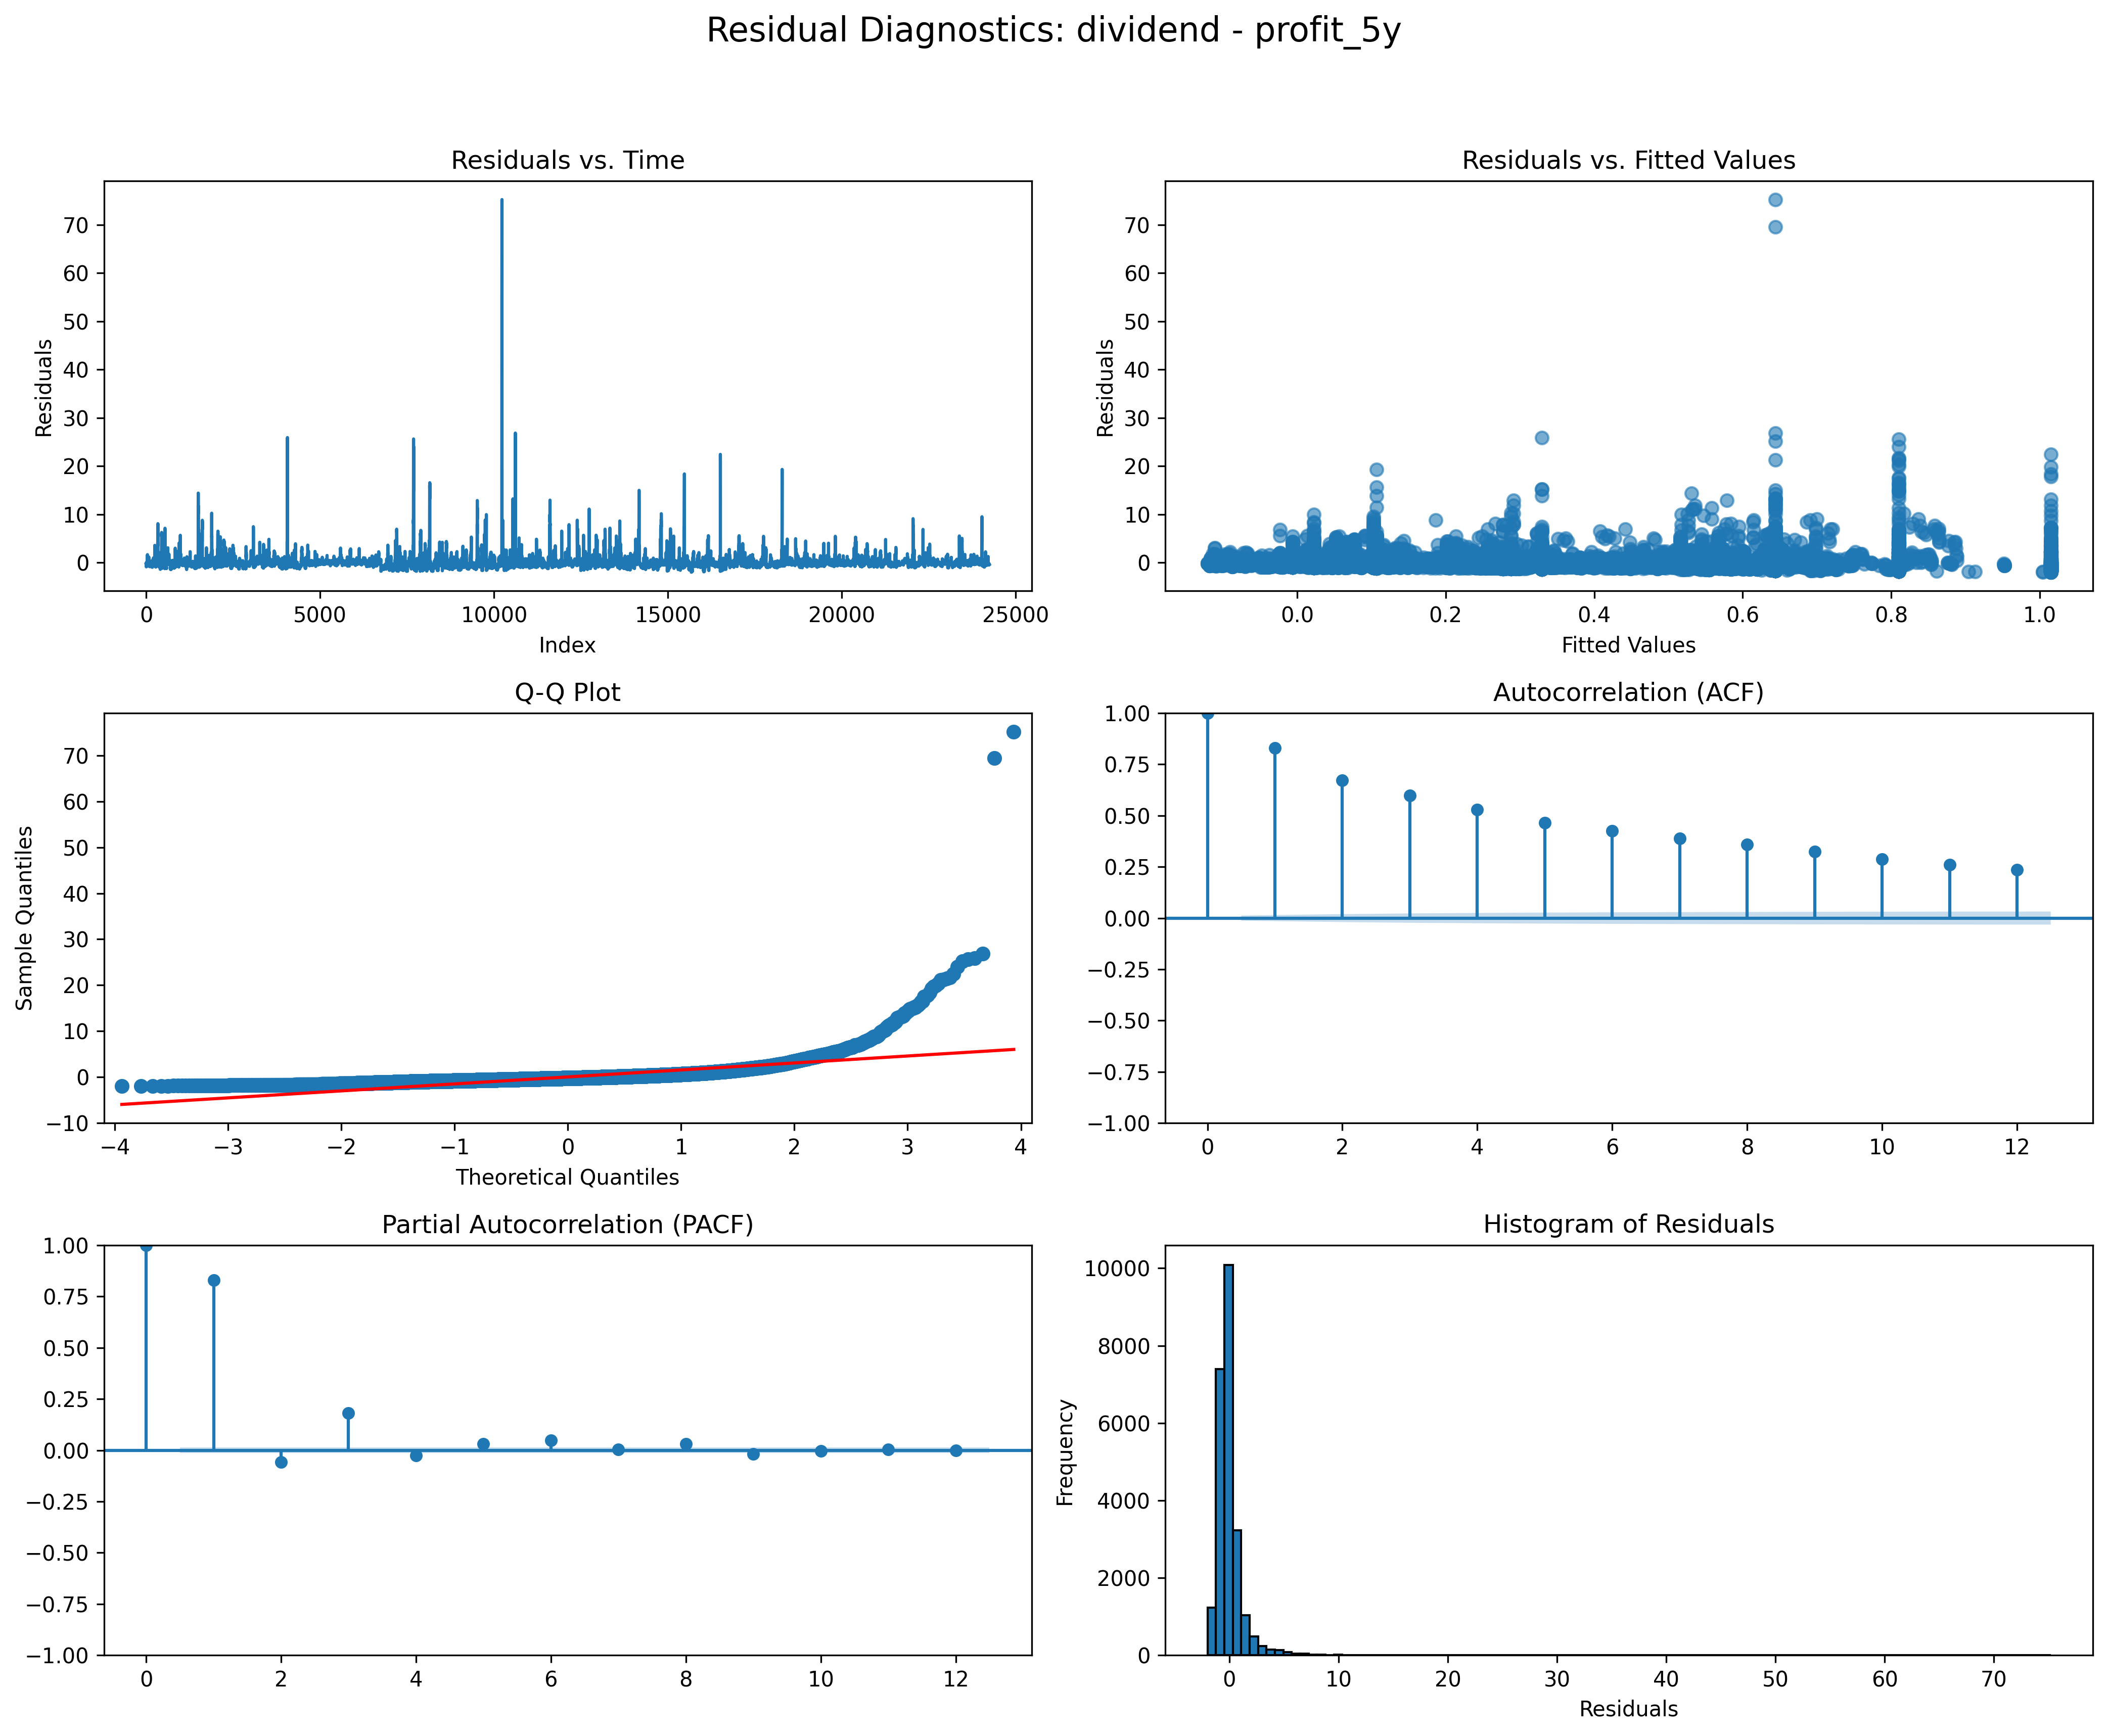 Residual Diagnostics: dividend - profit_5y
Residuals vs. Time
Residuals
70
60
50
40
30
20
10
0
0 5000 10000 15000 20000 25000
Index
Residuals vs. Fitted Values
Residuals
70
60
50
40
30
20
10
0
0.0 0.2 0.4 0.6 0.8 1.0
Fitted Values
Q-Q Plot
Sample Quantiles
70
60
50
40
30
20
10
0
−10
−4 −3 −2 −1 0 1 2 3 4
Theoretical Quantiles
Autocorrelation (ACF)
1.00
0.75
0.50
0.25
0.00
−0.25
−0.50
−0.75
−1.00
0 2 4 6 8 10 12
Partial Autocorrelation (PACF)
1.00
0.75
0.50
0.25
0.00
−0.25
−0.50
−0.75
−1.00
0 2 4 6 8 10 12
Histogram of Residuals
Frequency
10000
8000
6000
4000
2000
0
0 10 20 30 40 50 60 70
Residuals